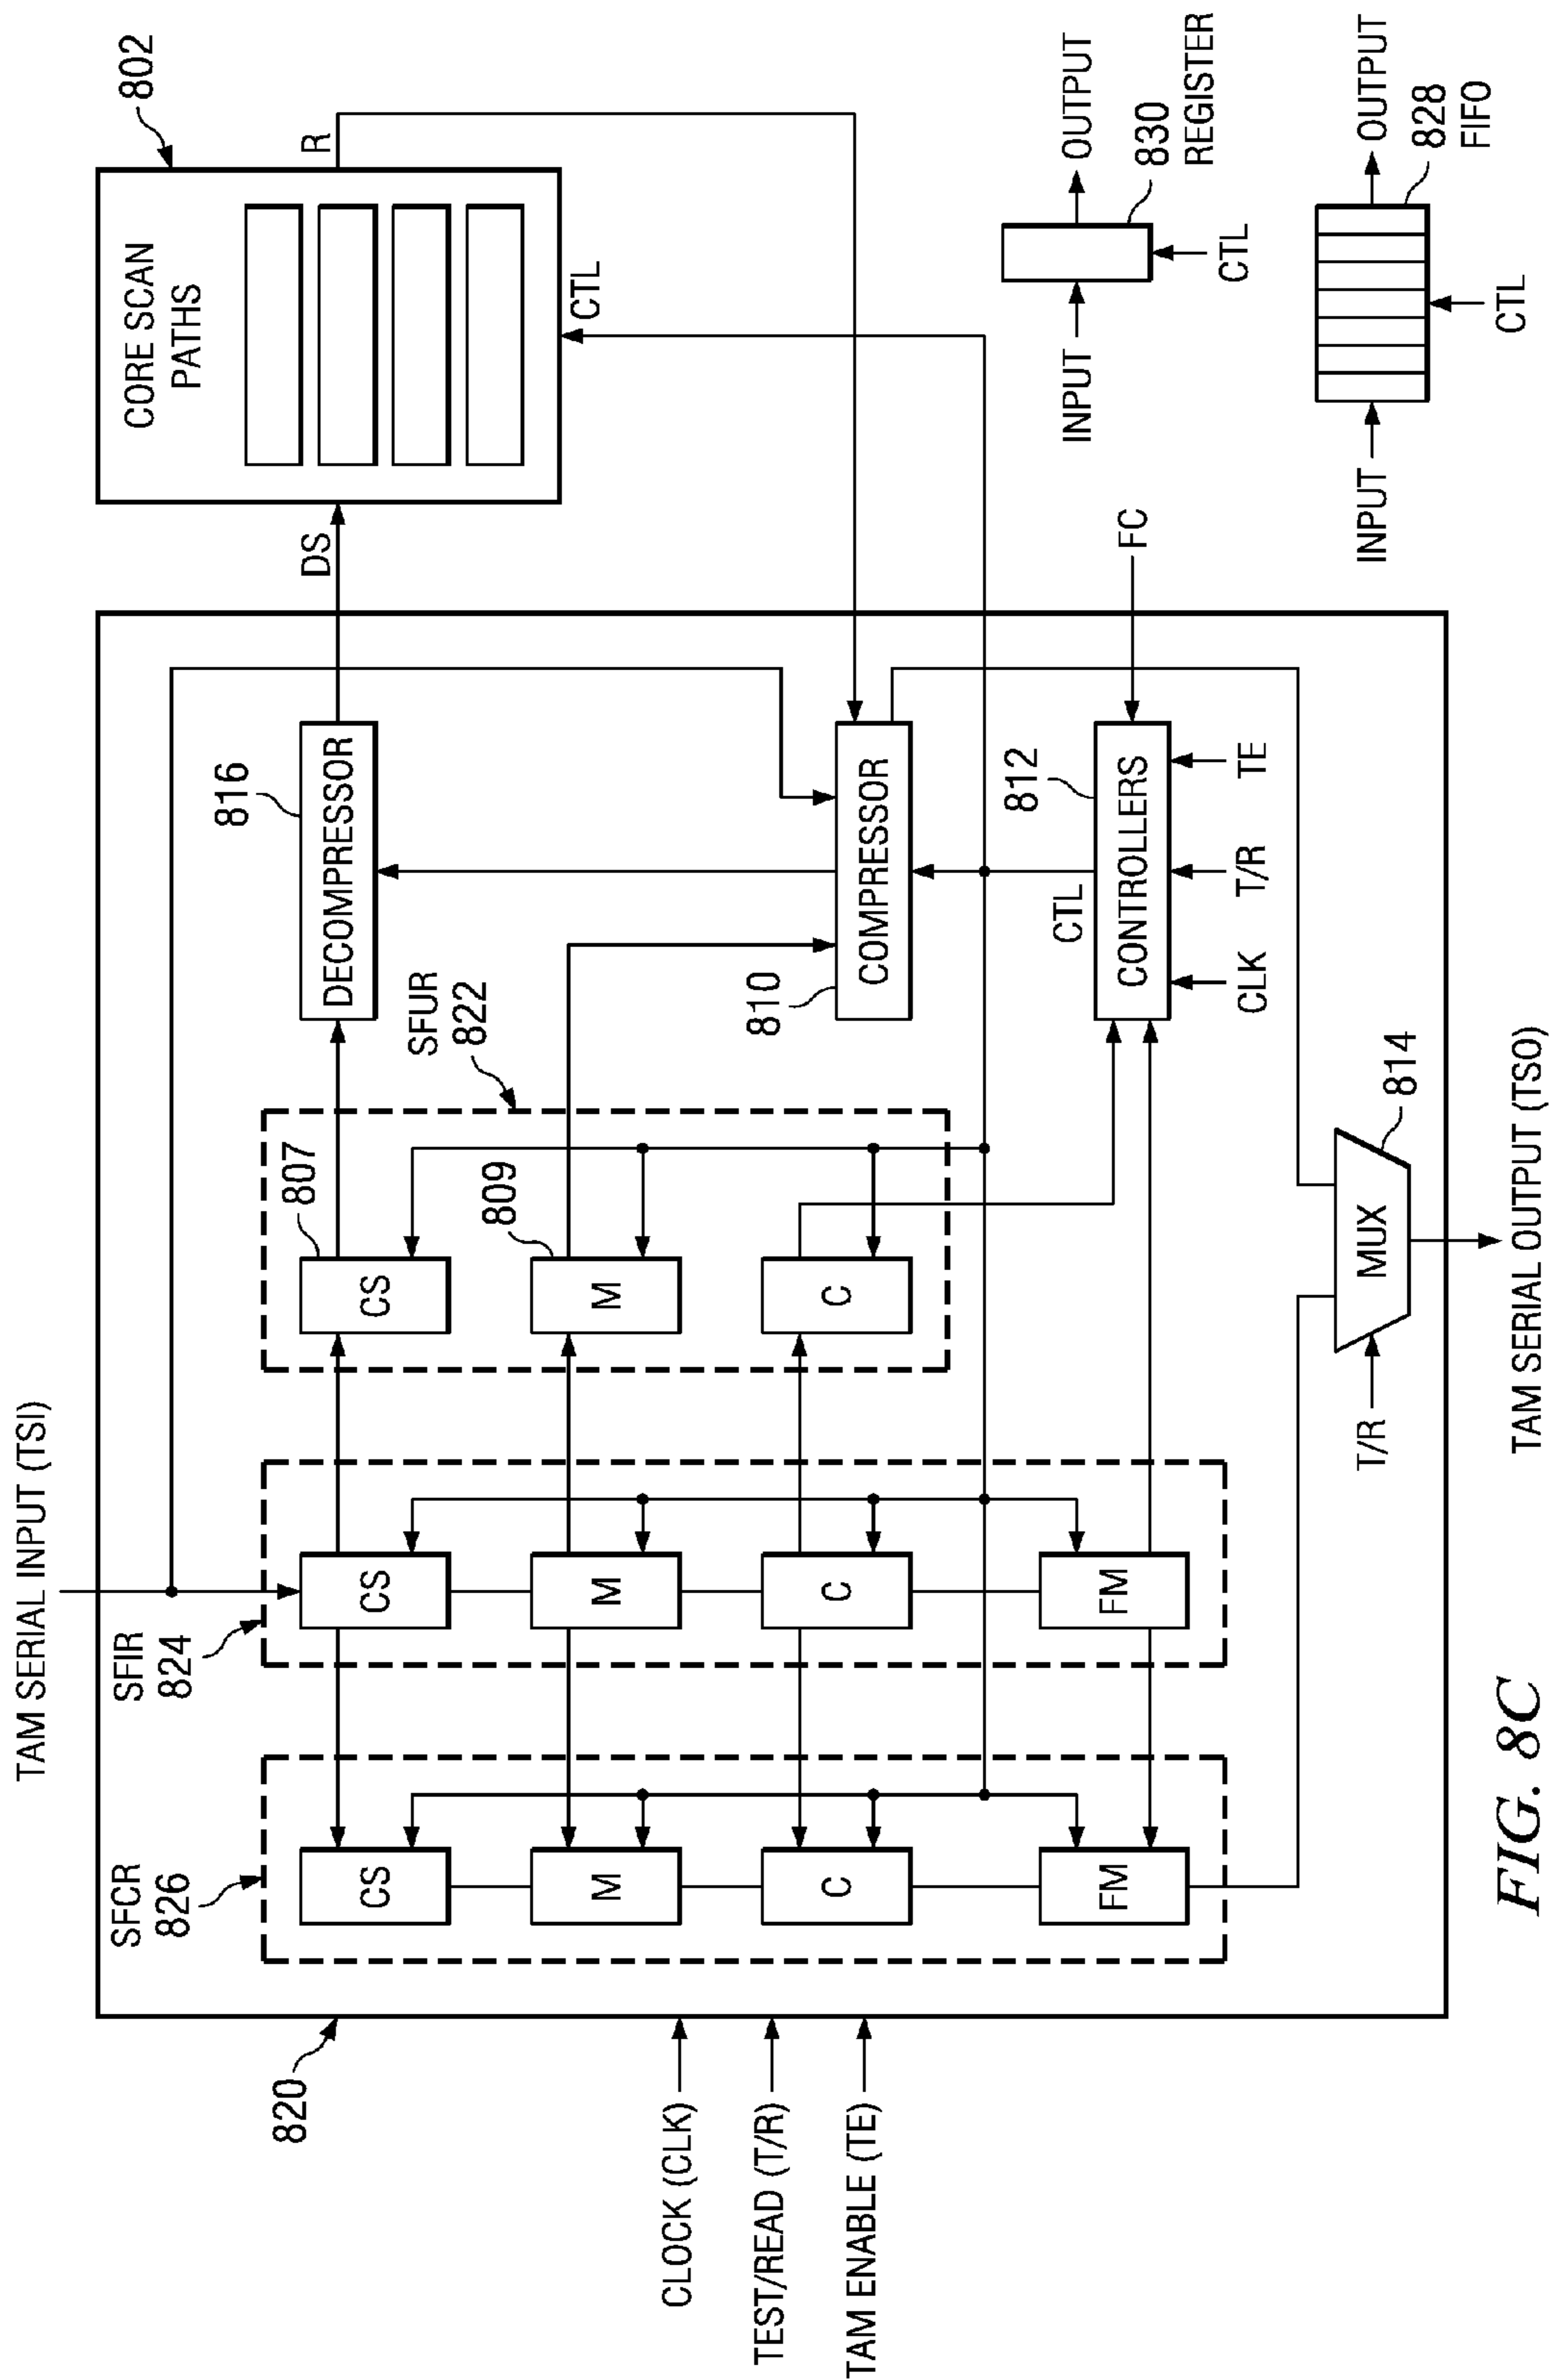 TAM SERIAL INPUT (TSI)
802
CORE SCAN
PATHS
R
DS
CTL
SFCR
826
SFIR
824
807
SFUR
822
816
DECOMPRESSOR
CS
CS
CS
820
809
M
M
M
810
COMPRESSOR
CLOCK (CLK)
TEST/READ (T/R)
TAM ENABLE (TE)
C
C
C
CTL
812
CONTROLLERS
FC
FM
FM
CLK
T/R
TE
INPUT
OUTPUT
830
REGISTER
CTL
T/R
MUX
814
INPUT
OUTPUT
828
FIFO
CTL
TAM SERIAL OUTPUT (TSO)
FIG. 8C